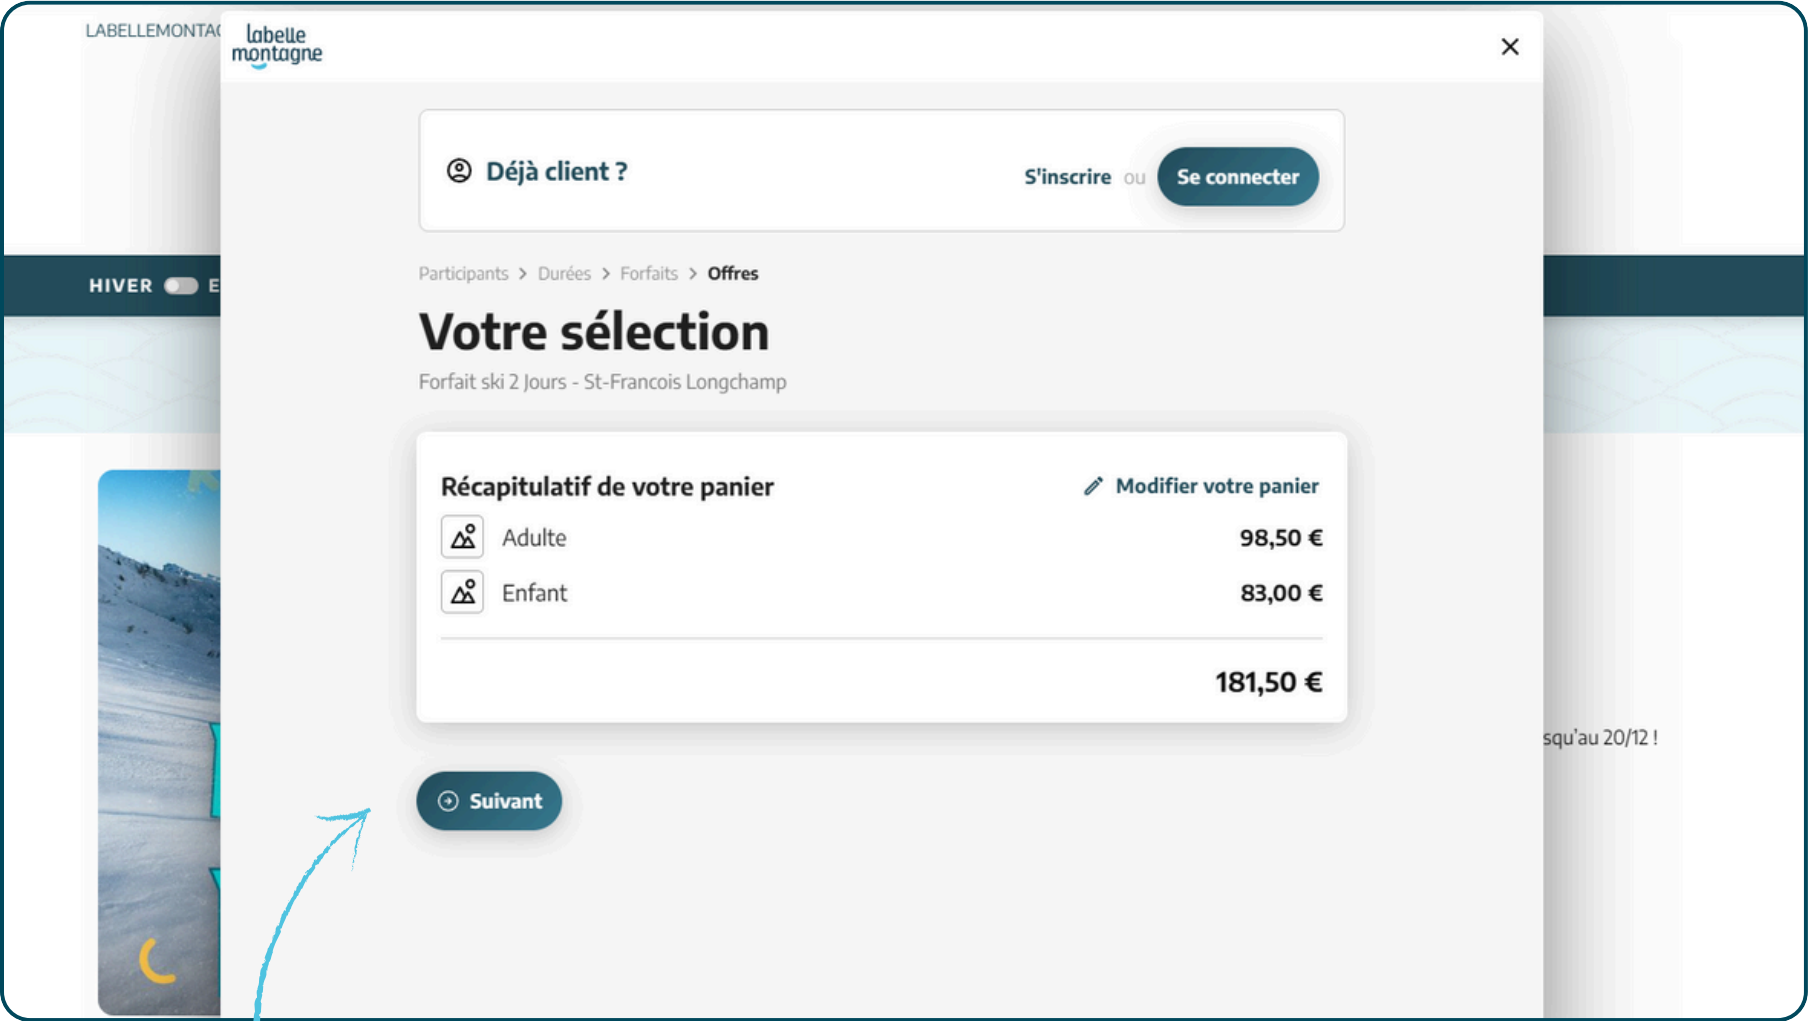 LABELLEMONTAG
labelle
montagne
Déjà client ?
S'inscrire ou Se connecter
HIVER E
Participants > Durées > Forfaits > Offres
Votre sélection
Forfait ski 2 Jours - St-Francois Longchamp
Récapitulatif de votre panier
Modifier votre panier
Adulte 98,50 €
Enfant 83,00 €
181,50 €
squ'au 20/12 !
Suivant